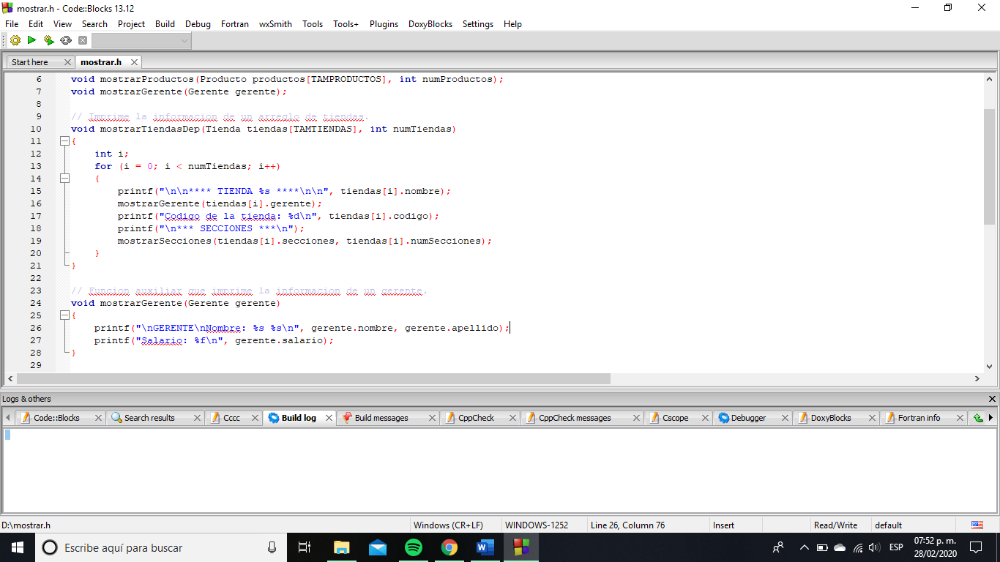 mostrar.h - Code::Blocks 13.12
File Edit View Search Project Build Debug Fortran wxSmith Tools Tools+ Plugins DoxyBlocks Settings Help
Start here mostrar.h
6 void mostrarProductos(Producto productos[TAMPRODUCTOS], int numProductos);
7 void mostrarGerente(Gerente gerente);
8
9 // Imprime la informacion de un arreglo de tiendas.
10 void mostrarTiendasDep(Tienda tiendas[TAMTIENDAS], int numTiendas)
11 {
12 int i;
13 for (i = 0; i < numTiendas; i++)
14 {
15 printf("\n\n**** TIENDA %s ****\n\n", tiendas[i].nombre);
16 mostrarGerente(tiendas[i].gerente);
17 printf("Codigo de la tienda: %d\n", tiendas[i].codigo);
18 printf("\n*** SECCIONES ***\n");
19 mostrarSecciones(tiendas[i].secciones, tiendas[i].numSecciones);
20 }
21 }
22
23 // Funcion auxiliar que imprime la informacion de un gerente.
24 void mostrarGerente(Gerente gerente)
25 {
26 printf("\nGERENTE\nNombre: %s %s\n", gerente.nombre, gerente.apellido);
27 printf("Salario: %f\n", gerente.salario);
28 }
29
Logs & others
Code::Blocks Search results Cccc Build log Build messages CppCheck CppCheck messages Cscope Debugger DoxyBlocks Fortran info
D:\mostrar.h Windows (CR+LF) WINDOWS-1252 Line 26, Column 76 Insert Read/Write default
Escribe aquí para buscar ESP 07:52 p. m.
28/02/2020